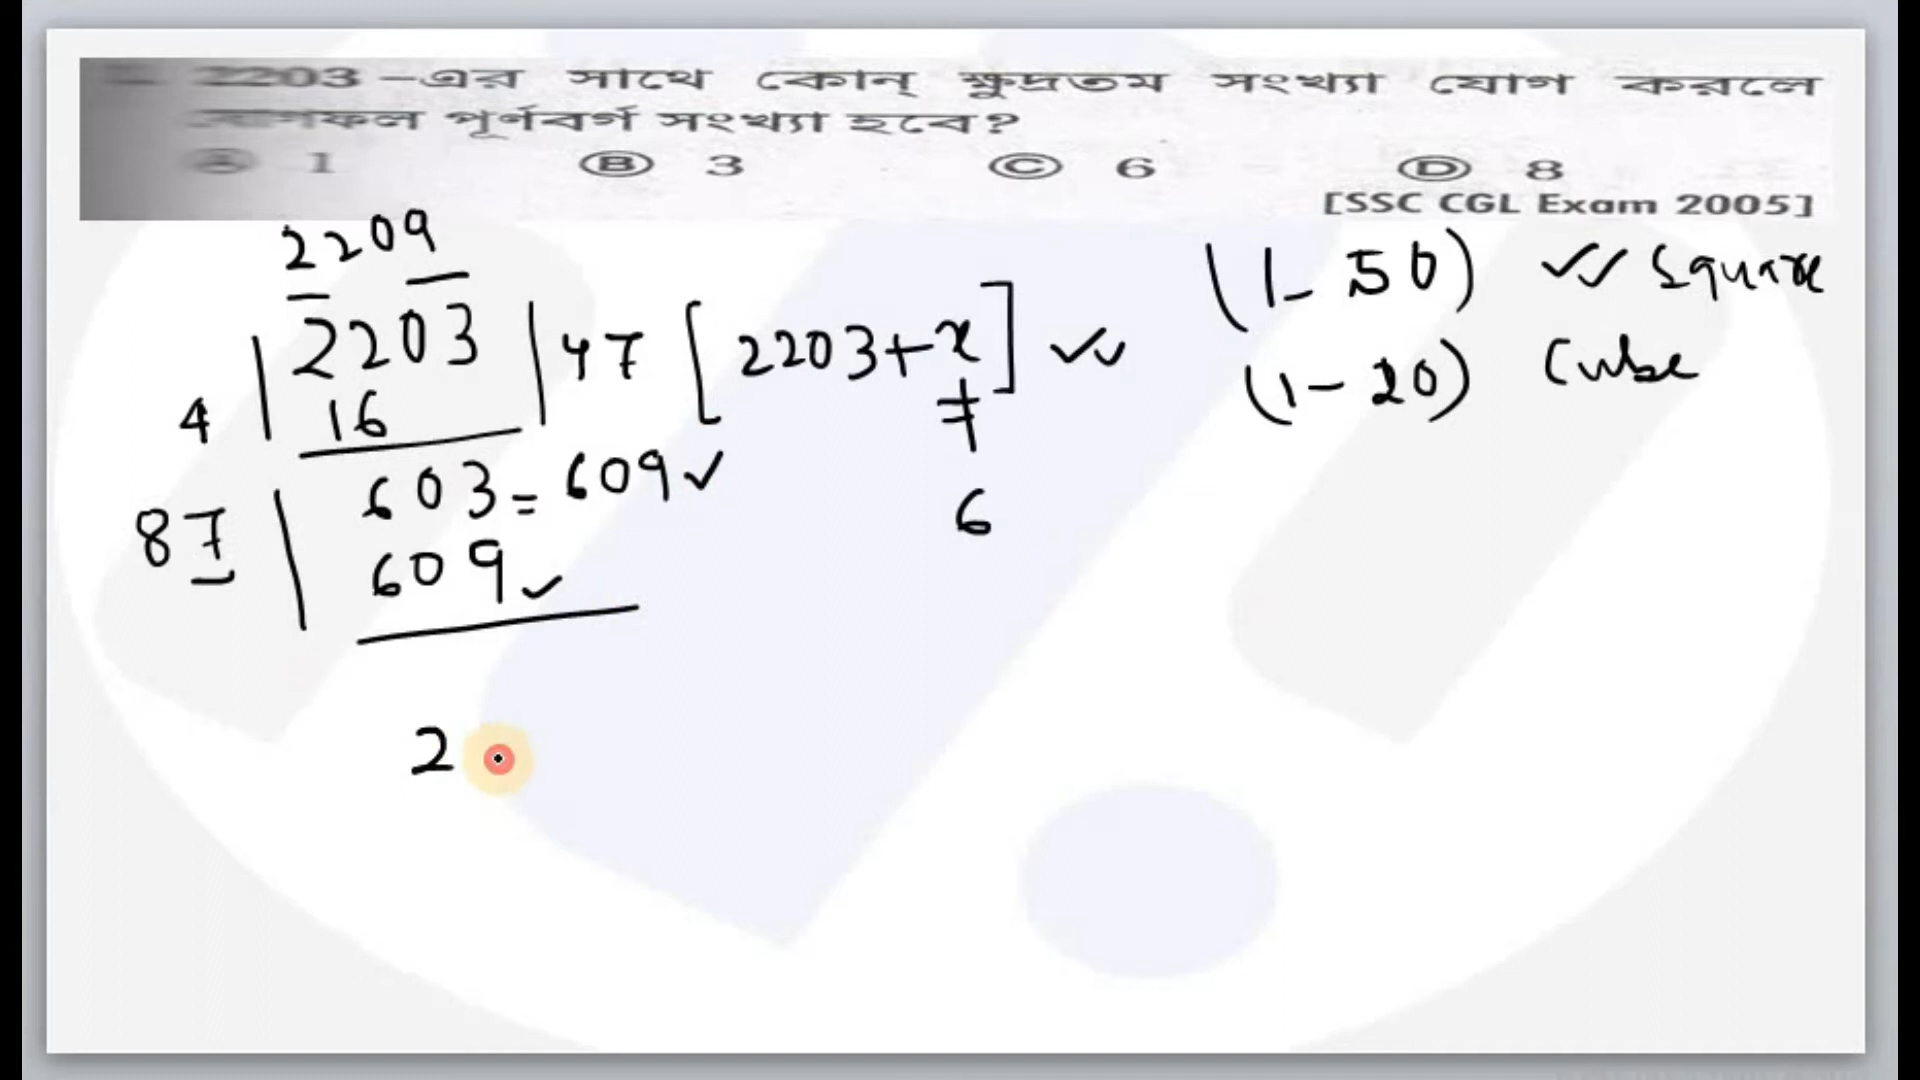 2203 –এর সাথে কোন্ ক্ষুদ্রতম সংখ্যা যোগ করলে
যোগফল পূর্ণবর্গ সংখ্যা হবে?
Ⓐ 1 Ⓑ 3 Ⓒ 6 Ⓓ 8
[SSC CGL Exam 2005]
2209
4 | 2203 | 47 [2203+x] (1-50) Square
16 (1-20) Cube
603 = 609 7
87 | 609 6
2